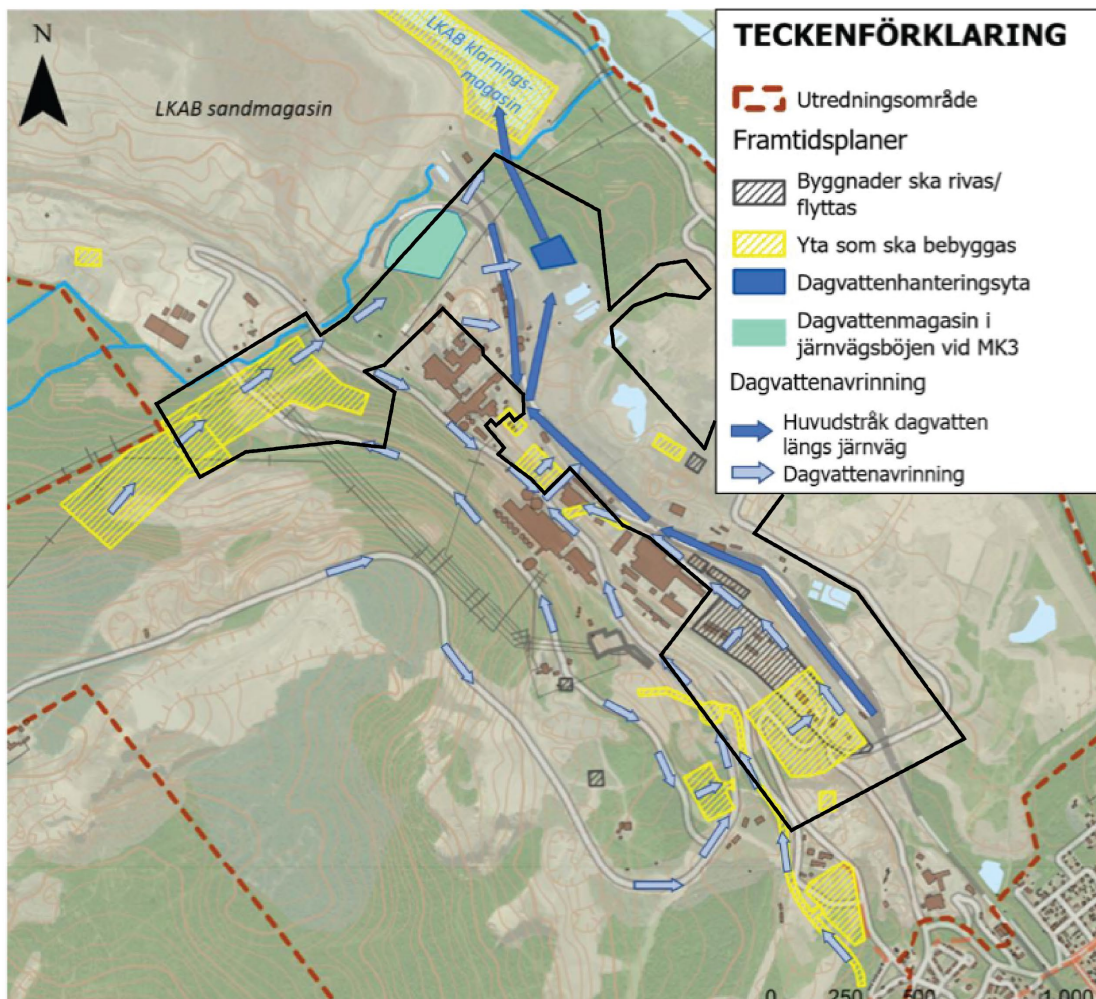 N
LKAB klarnings-
magasin
LKAB sandmagasin
TECKENFÖRKLARING
Utredningsområde
Framtidsplaner
Byggnader ska rivas/
flyttas
Yta som ska bebyggas
Dagvattenhanteringsyta
Dagvattenmagasin i
järnvägsböjen vid MK3
Dagvattenavrinning
Huvudstråk dagvatten
längs järnväg
Dagvattenavrinning
0 250 500 1 000